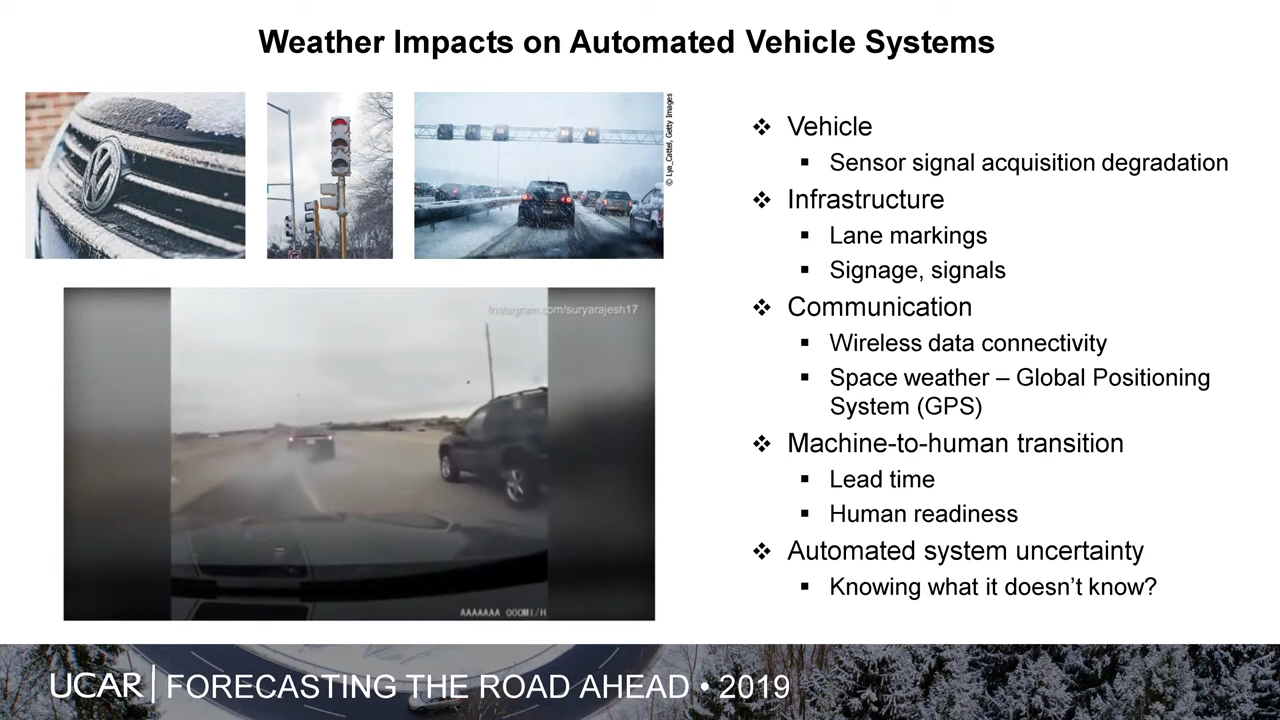 Weather Impacts on Automated Vehicle Systems
© Lya_Cattel, Getty Images
Instagram.com/suryarajesh17
AAAAAAA 000MI/H
❖ Vehicle
▪ Sensor signal acquisition degradation
❖ Infrastructure
▪ Lane markings
▪ Signage, signals
❖ Communication
▪ Wireless data connectivity
▪ Space weather – Global Positioning
System (GPS)
❖ Machine-to-human transition
▪ Lead time
▪ Human readiness
❖ Automated system uncertainty
▪ Knowing what it doesn’t know?
UCAR | FORECASTING THE ROAD AHEAD • 2019